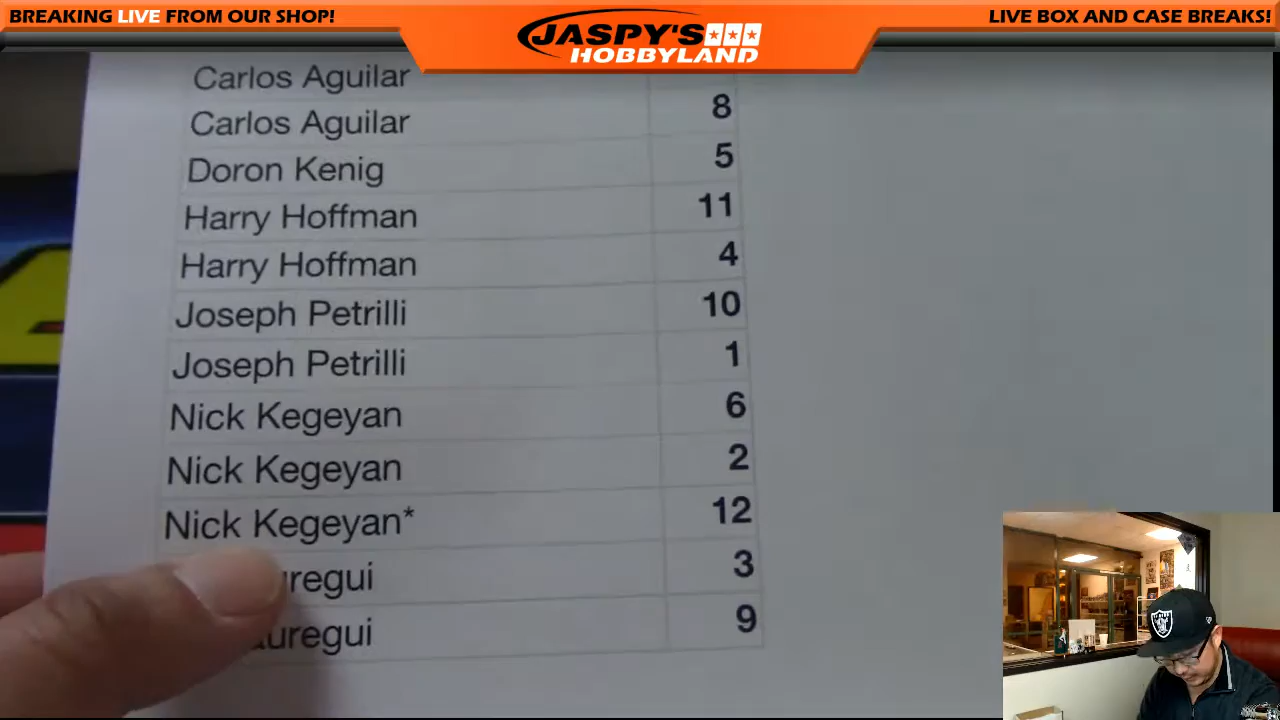 BREAKING LIVE FROM OUR SHOP!
JASPY'S
HOBBYLAND
LIVE BOX AND CASE BREAKS!
Carlos Aguilar
Carlos Aguilar 8
Doron Kenig 5
Harry Hoffman 11
Harry Hoffman 4
Joseph Petrilli 10
Joseph Petrilli 1
Nick Kegeyan 6
Nick Kegeyan 2
Nick Kegeyan* 12
3
9